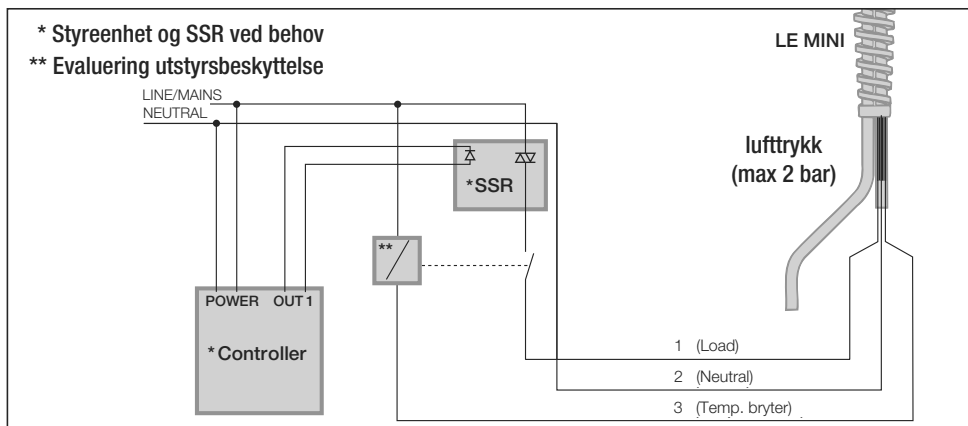 * Styreenhet og SSR ved behov
** Evaluering utstyrsbeskyttelse
LE MINI
LINE/MAINS
NEUTRAL
lufttrykk
(max 2 bar)
*SSR
**
POWER OUT 1
*Controller
1 (Load)
2 (Neutral)
3 (Temp. bryter)